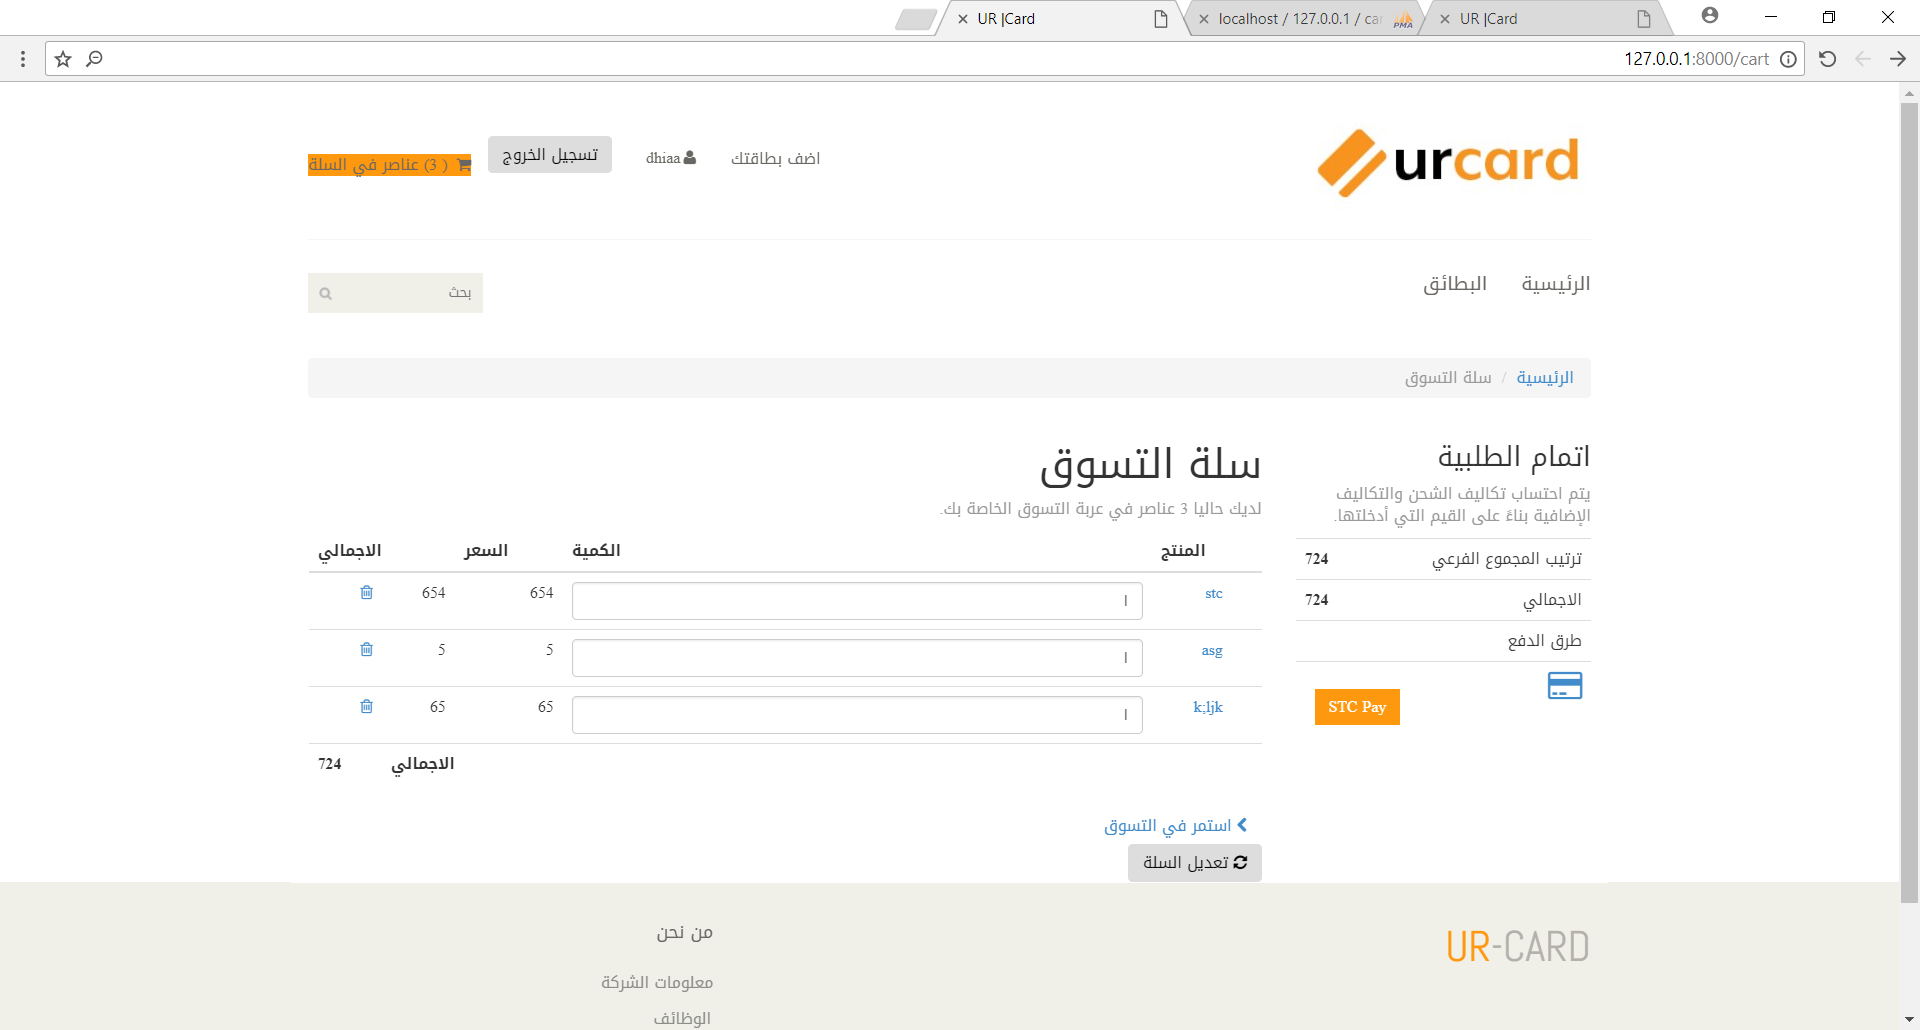 UR |Card
localhost / 127.0.0.1 / car
PMA
UR |Card
127.0.0.1:8000/cart
urcard
اضف بطاقتك
dhiaa
تسجيل الخروج
( 3) عناصر في السلة
الرئيسية
البطائق
بحث
الرئيسية / سلة التسوق
اتمام الطلبية
يتم احتساب تكاليف الشحن والتكاليف
الإضافية بناءً على القيم التي أدخلتها.
ترتيب المجموع الفرعي 724
الاجمالي 724
طرق الدفع
STC Pay
سلة التسوق
لديك حاليا 3 عناصر في عربة التسوق الخاصة بك.
المنتج الكمية السعر الاجمالي
stc 1 654 654
asg 1 5 5
k;ljk 1 65 65
الاجمالي 724
استمر في التسوق
تعديل السلة
UR-CARD
من نحن
معلومات الشركة
الوظائف